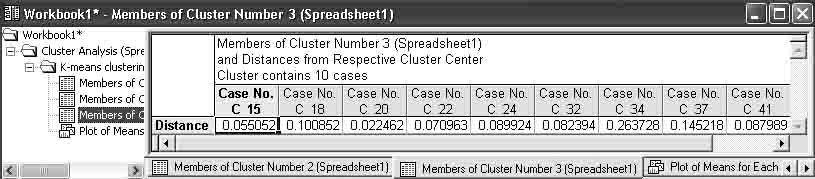 Workbook1* - Members of Cluster Number 3 (Spreadsheet1)
Workbook1*
Cluster Analysis (Spre
K-means clustering
Members of C
Members of C
Members of C
Plot of Means
Members of Cluster Number 3 (Spreadsheet1)
and Distances from Respective Cluster Center
Cluster contains 10 cases
Case No. Case No. Case No. Case No. Case No. Case No. Case No. Case No. Case No.
C_15 C_18 C_20 C_22 C_24 C_32 C_34 C_37 C_41
Distance 0.055052 0.100852 0.022462 0.070963 0.089924 0.082394 0.263728 0.145218 0.087989
Members of Cluster Number 2 (Spreadsheet1) Members of Cluster Number 3 (Spreadsheet1) Plot of Means for Each